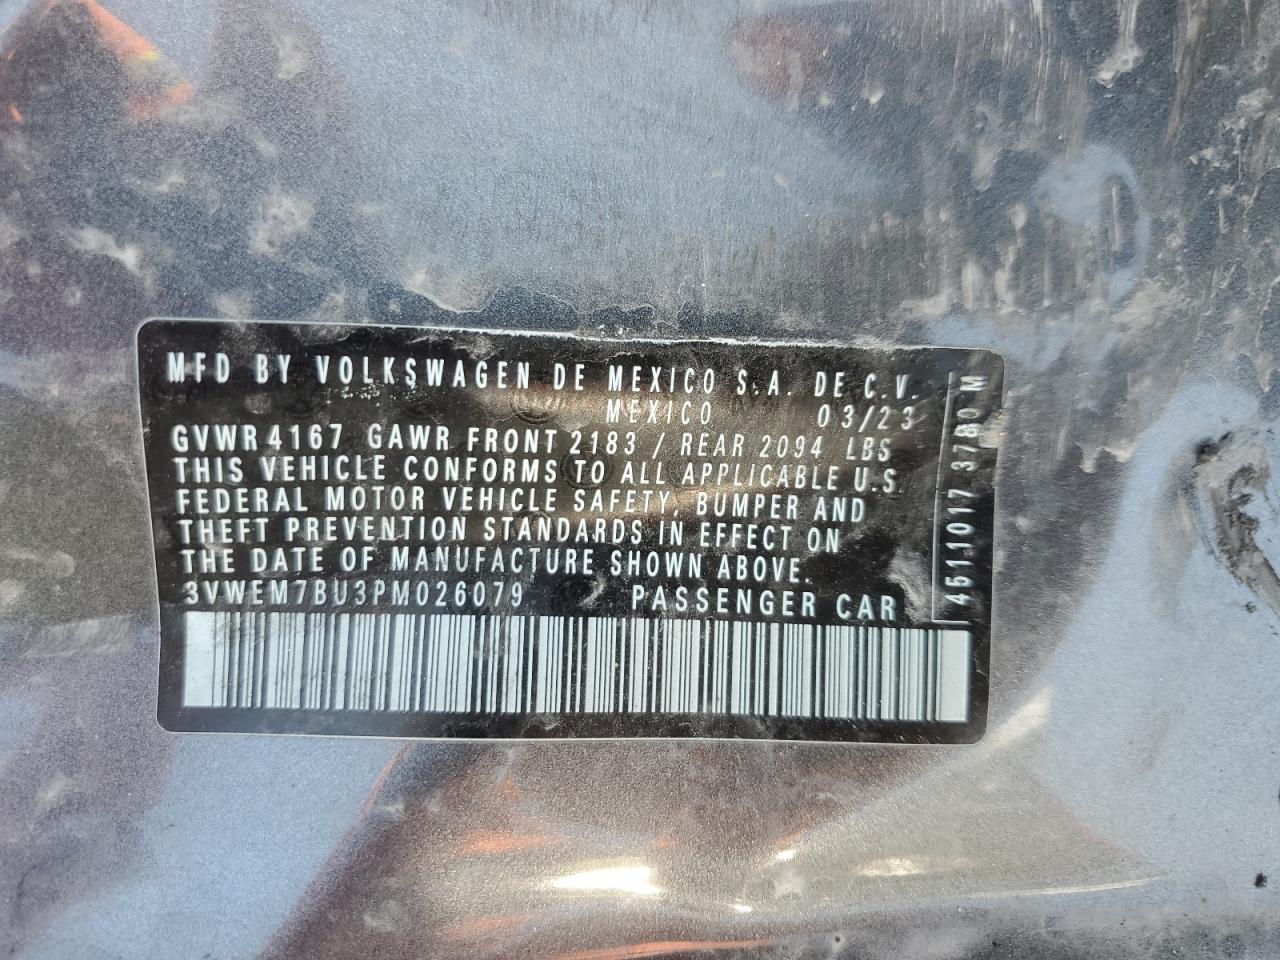 MFD BY VOLKSWAGEN DE MEXICO S.A. DE C.V.
MEXICO 03/23
GVWR 4167 GAWR FRONT 2183 / REAR 2094 LBS
THIS VEHICLE CONFORMS TO ALL APPLICABLE U.S.
FEDERAL MOTOR VEHICLE SAFETY, BUMPER AND
THEFT PREVENTION STANDARDS IN EFFECT ON
THE DATE OF MANUFACTURE SHOWN ABOVE.
3VWEM7BU3PM026079 PASSENGER CAR
4511017 3780 M